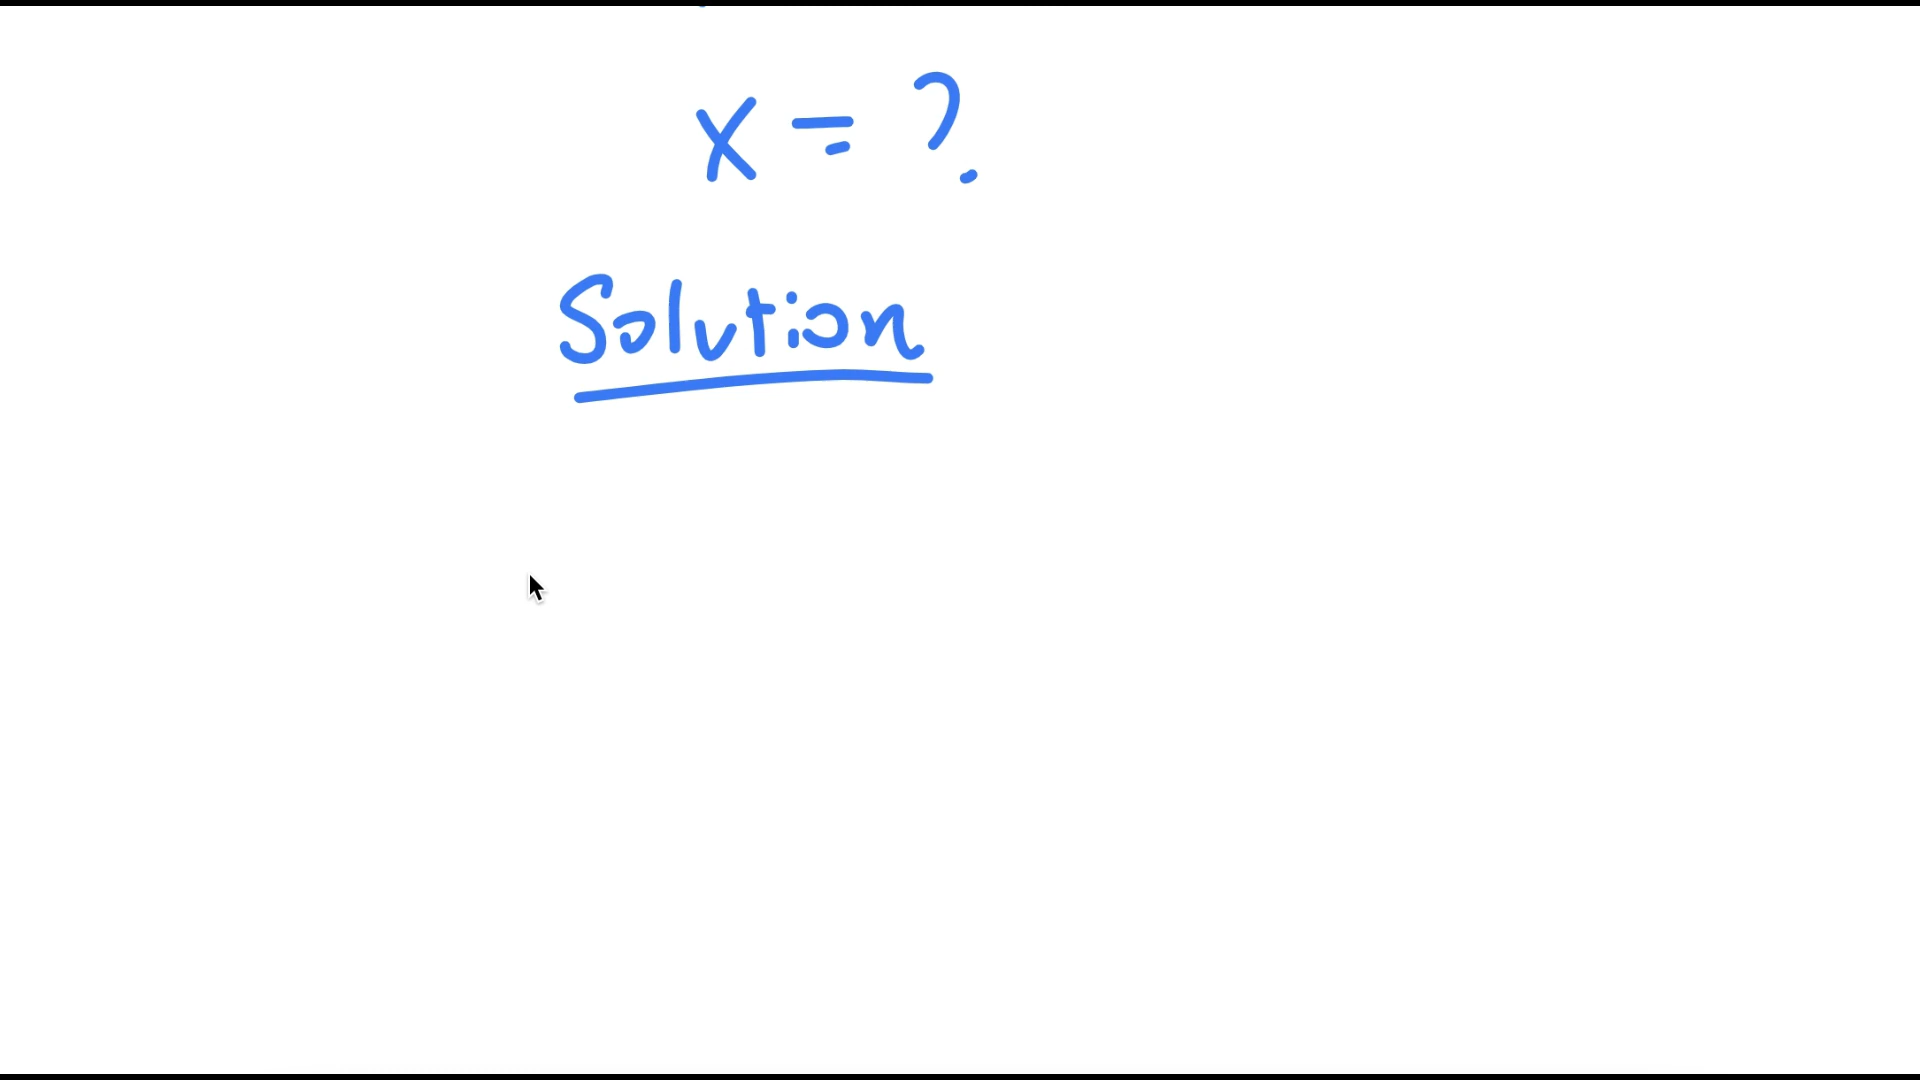 x = ?
Solution